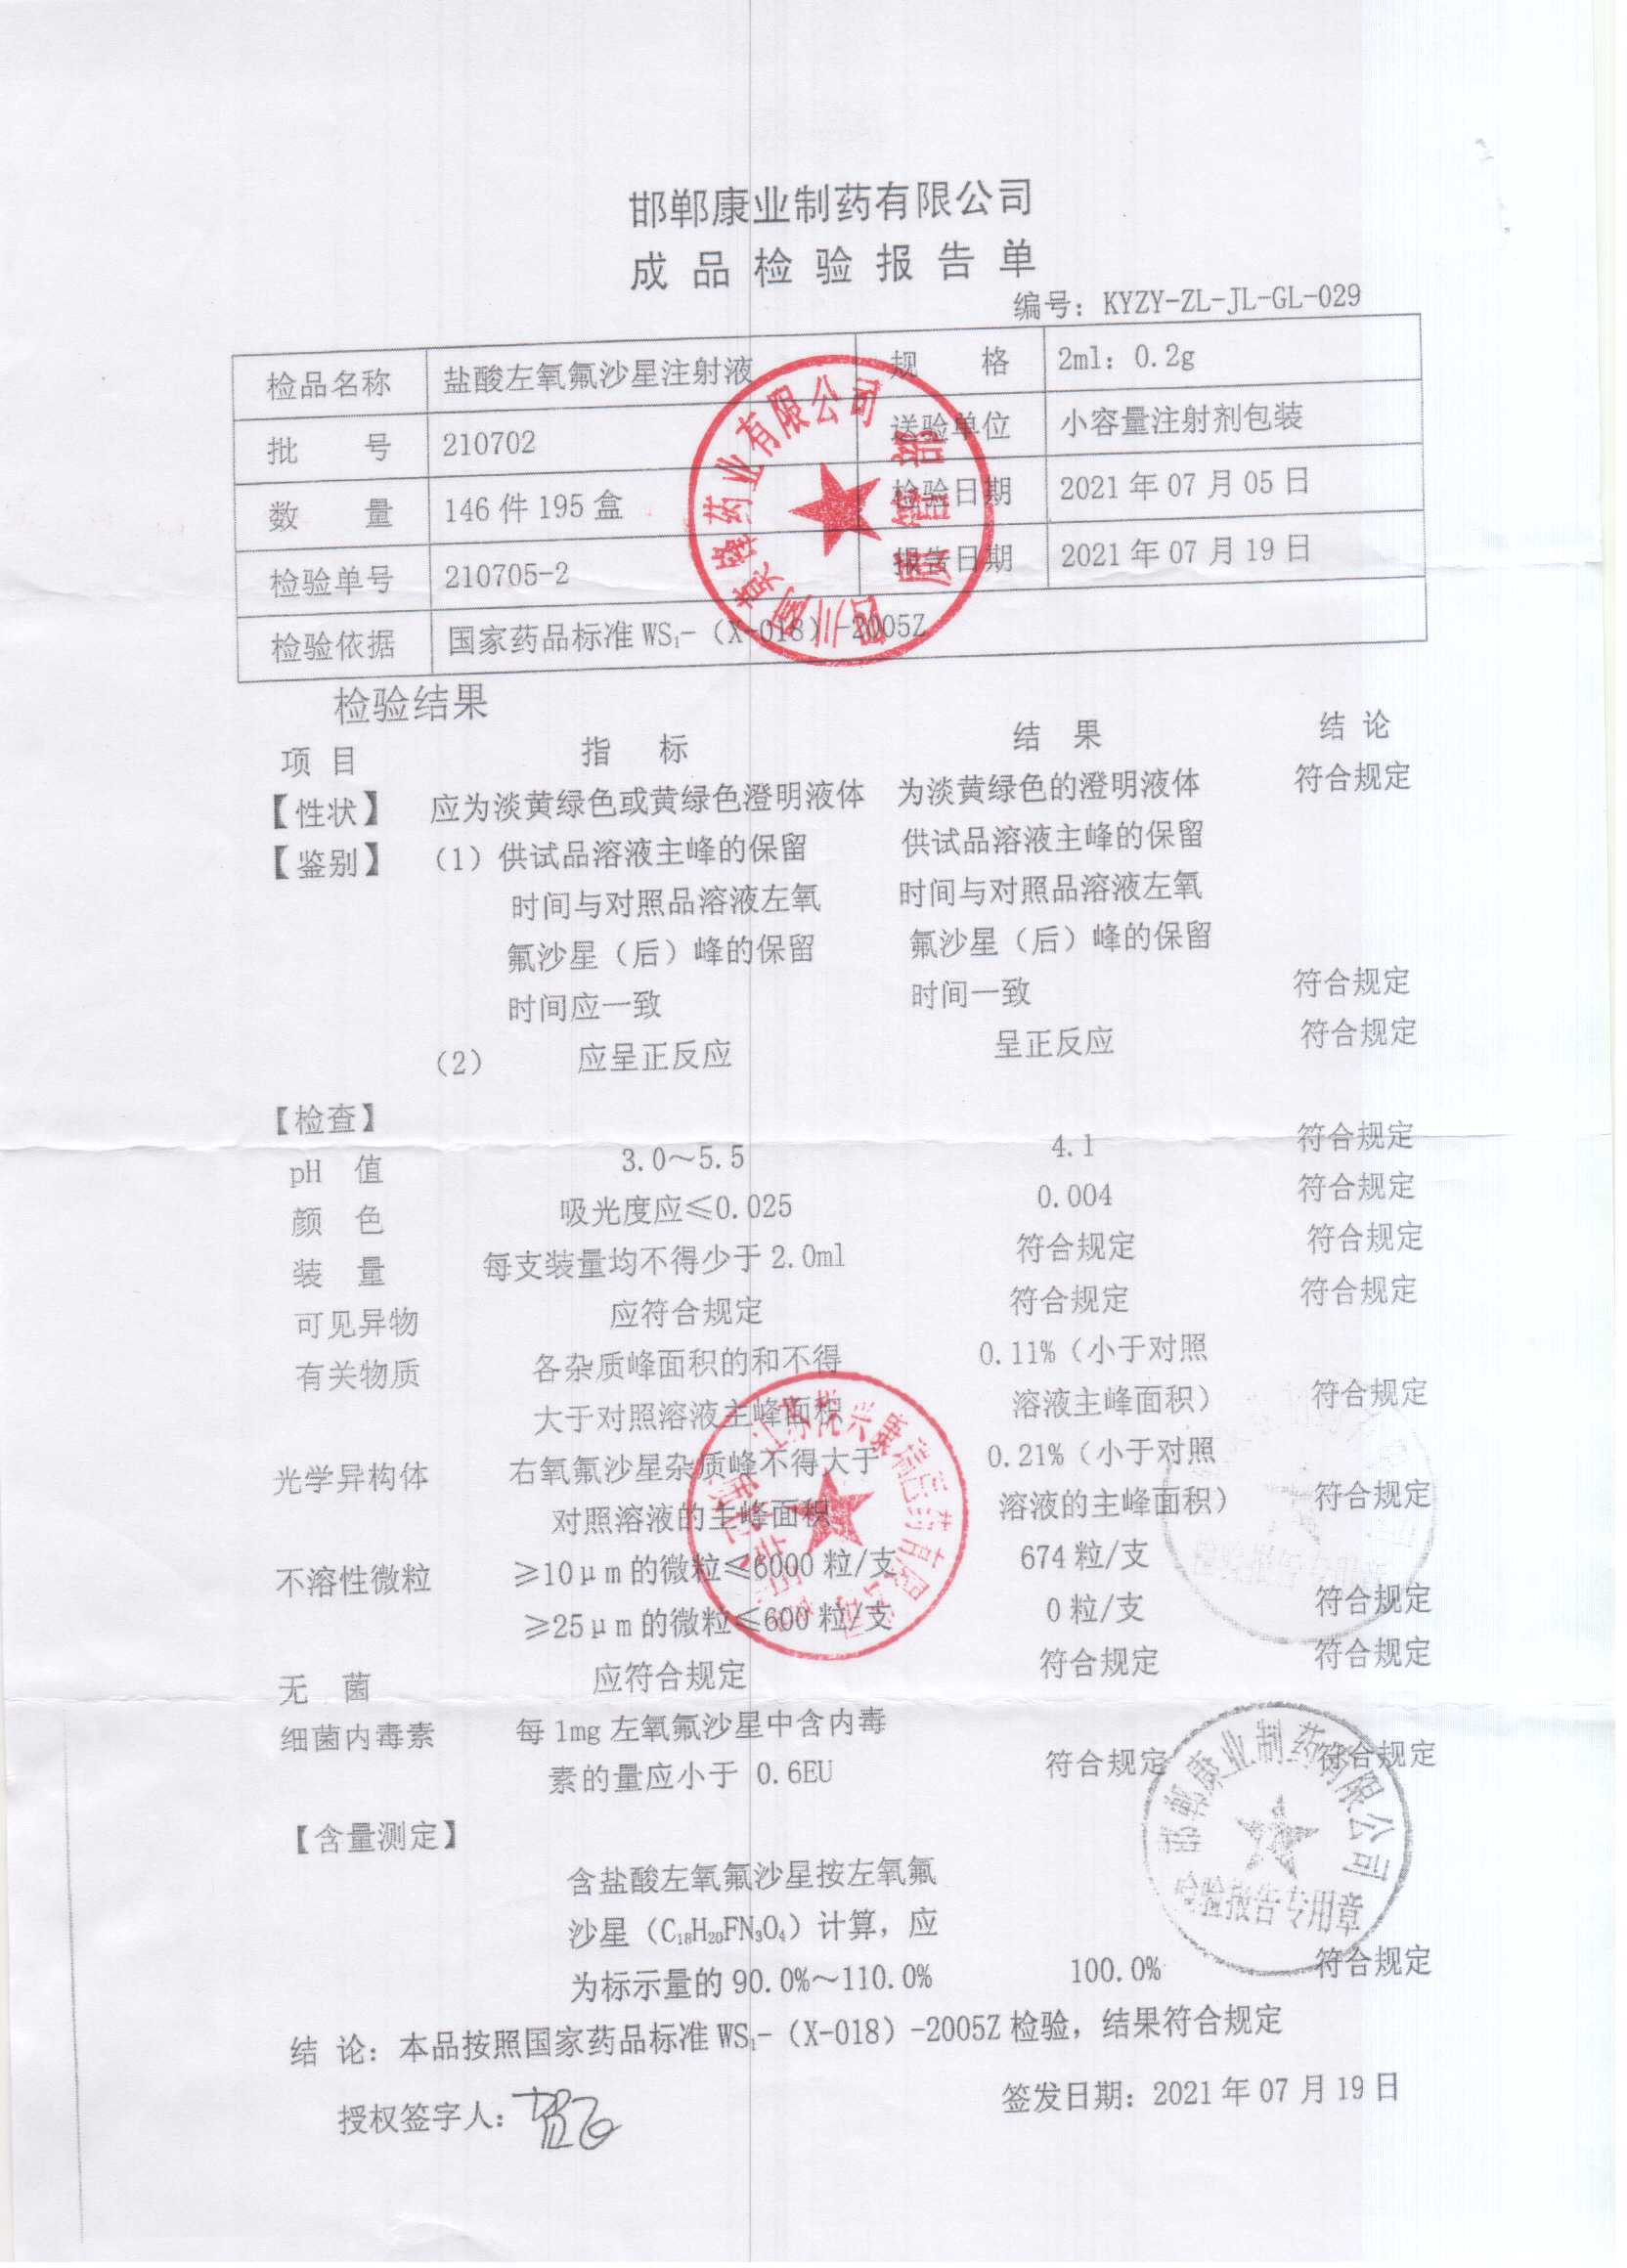 邯郸康业制药有限公司
成品检验报告单
编号：KYZY-ZL-JL-GL-029
检品名称 盐酸左氧氟沙星注射液 规 格 2ml：0.2g
批 号 210702 送验单位 小容量注射剂包装
数 量 146件195盒 检验日期 2021年07月05日
检验单号 210705-2 报告日期 2021年07月19日
检验依据 国家药品标准WS₁-（X-018）-2005Z
药业有限公司
检验结果
项 目 指 标 结 果 结 论
【性状】 应为淡黄绿色或黄绿色澄明液体 为淡黄绿色的澄明液体 符合规定
【鉴别】 （1）供试品溶液主峰的保留 供试品溶液主峰的保留
时间与对照品溶液左氧 时间与对照品溶液左氧
氟沙星（后）峰的保留 氟沙星（后）峰的保留
时间应一致 时间一致 符合规定
（2） 应呈正反应 呈正反应 符合规定
【检查】
pH 值 3.0～5.5 4.1 符合规定
颜 色 吸光度应≤0.025 0.004 符合规定
装 量 每支装量均不得少于2.0ml 符合规定 符合规定
可见异物 应符合规定 符合规定 符合规定
有关物质 各杂质峰面积的和不得 0.11%（小于对照
大于对照溶液主峰面积 溶液主峰面积） 符合规定
光学异构体 右氧氟沙星杂质峰不得大于 0.21%（小于对照
对照溶液的主峰面积 溶液的主峰面积） 符合规定
不溶性微粒 ≥10μm的微粒≤6000粒/支 674粒/支
≥25μm的微粒≤600粒/支 0粒/支 符合规定
无 菌 应符合规定 符合规定 符合规定
细菌内毒素 每1mg左氧氟沙星中含内毒
素的量应小于 0.6EU 符合规定 符合规定
邯郸康业制药有限公司
检验报告专用章
【含量测定】
含盐酸左氧氟沙星按左氧氟
沙星（C₁₈H₂₀FN₃O₄）计算，应
为标示量的90.0%～110.0% 100.0% 符合规定
结 论：本品按照国家药品标准WS₁-（X-018）-2005Z检验，结果符合规定
授权签字人： 签发日期：2021年07月19日